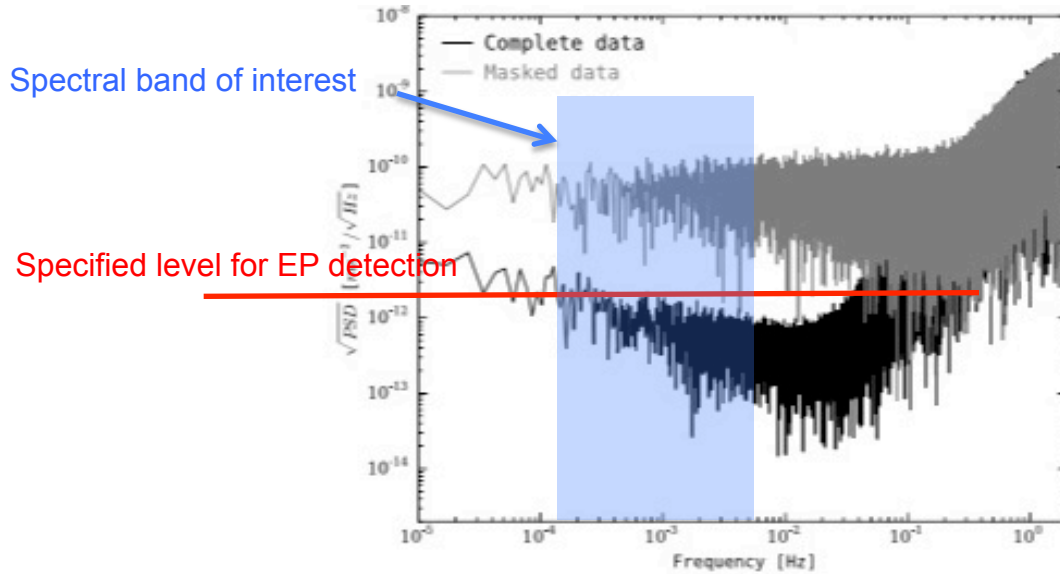 10⁻⁸
Complete data
Masked data
Spectral band of interest
10⁻⁹
10⁻¹⁰
10⁻¹¹
Specified level for EP detection
10⁻¹²
10⁻¹³
10⁻¹⁴
10⁻⁵ 10⁻⁴ 10⁻³ 10⁻² 10⁻¹ 10⁰
Frequency [Hz]